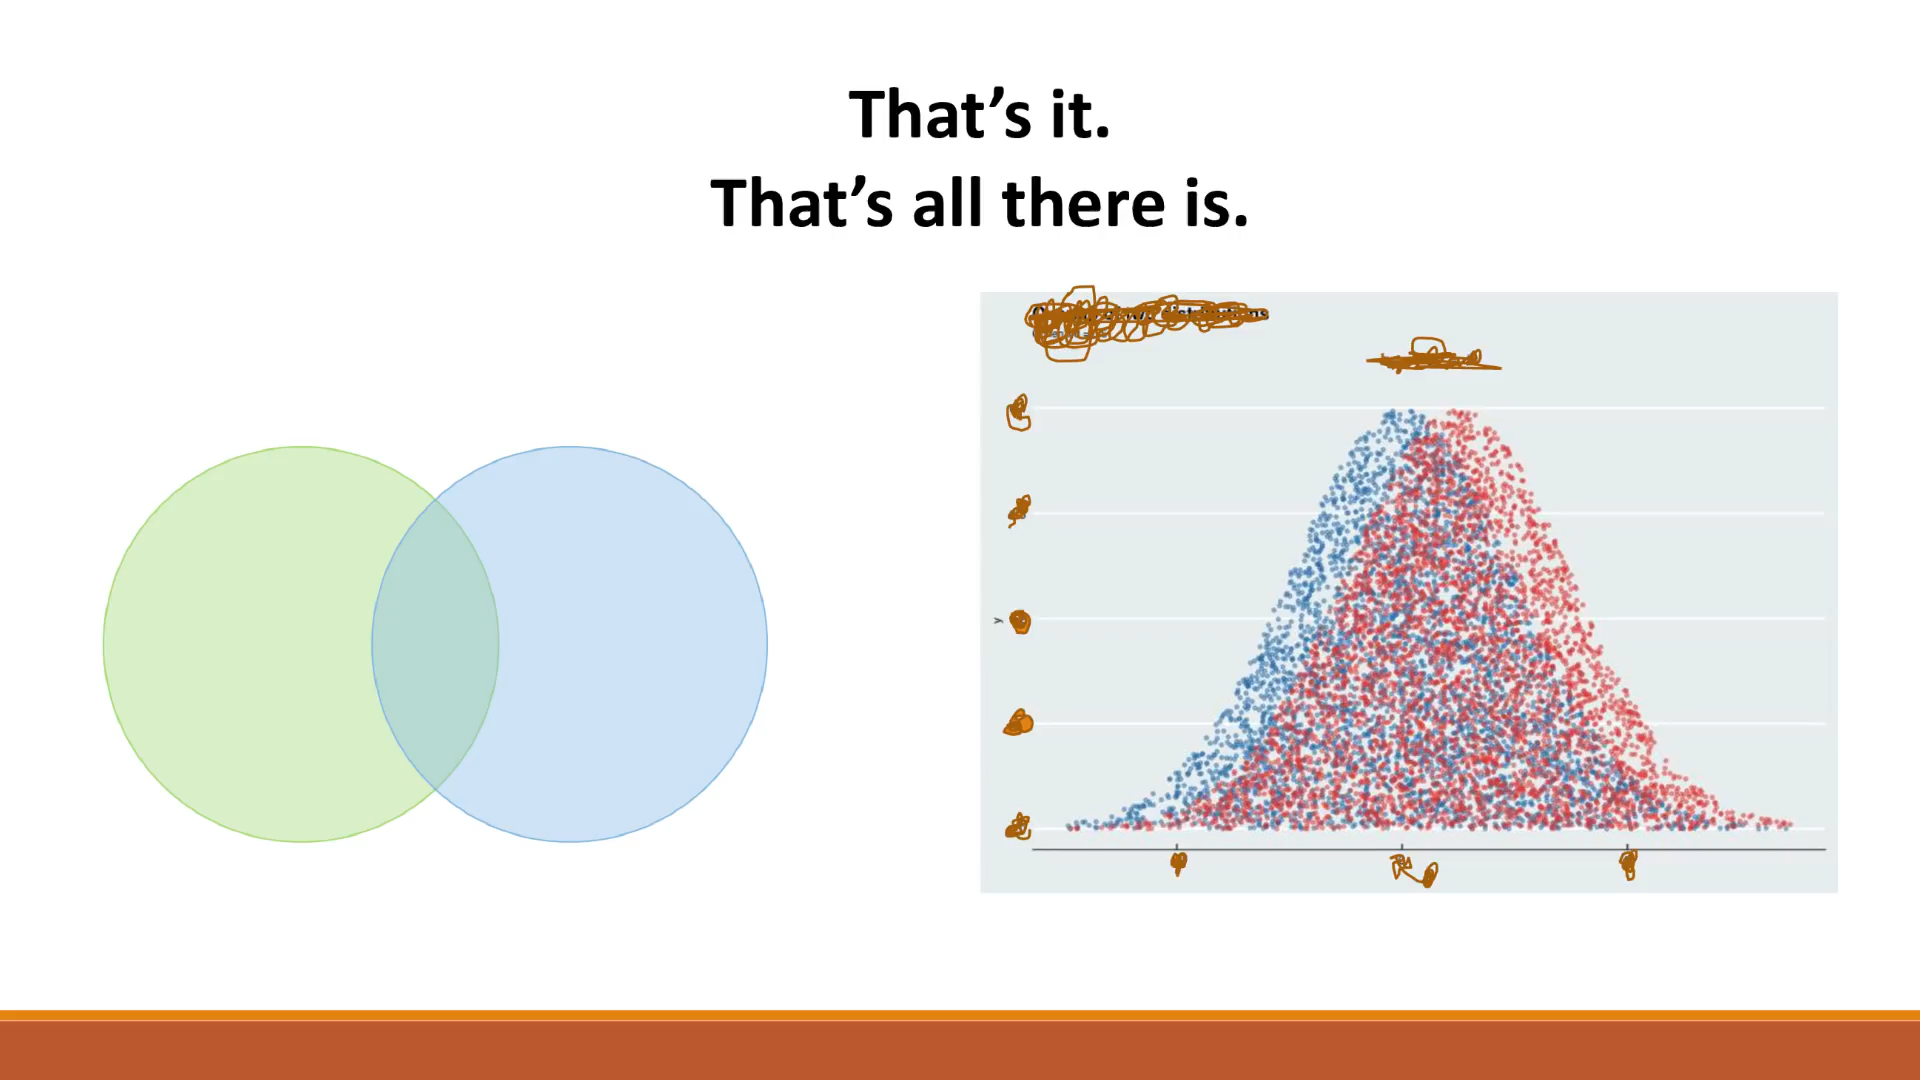 That’s it.
That’s all there is.
y